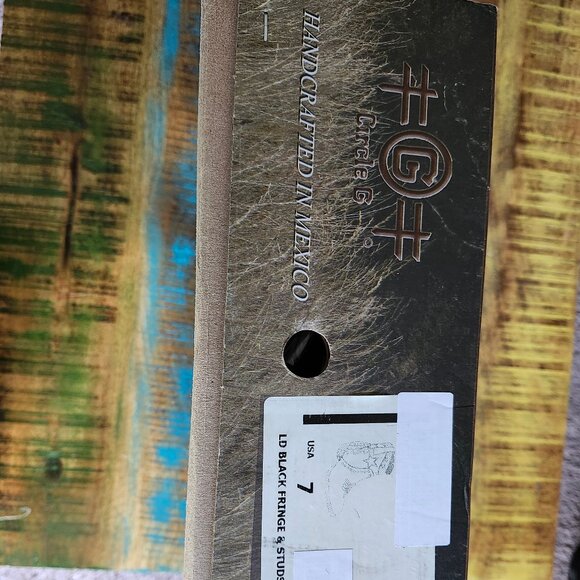 G
Circle G
HANDCRAFTED IN MEXICO
USA
7
LD BLACK FRINGE & STUDS